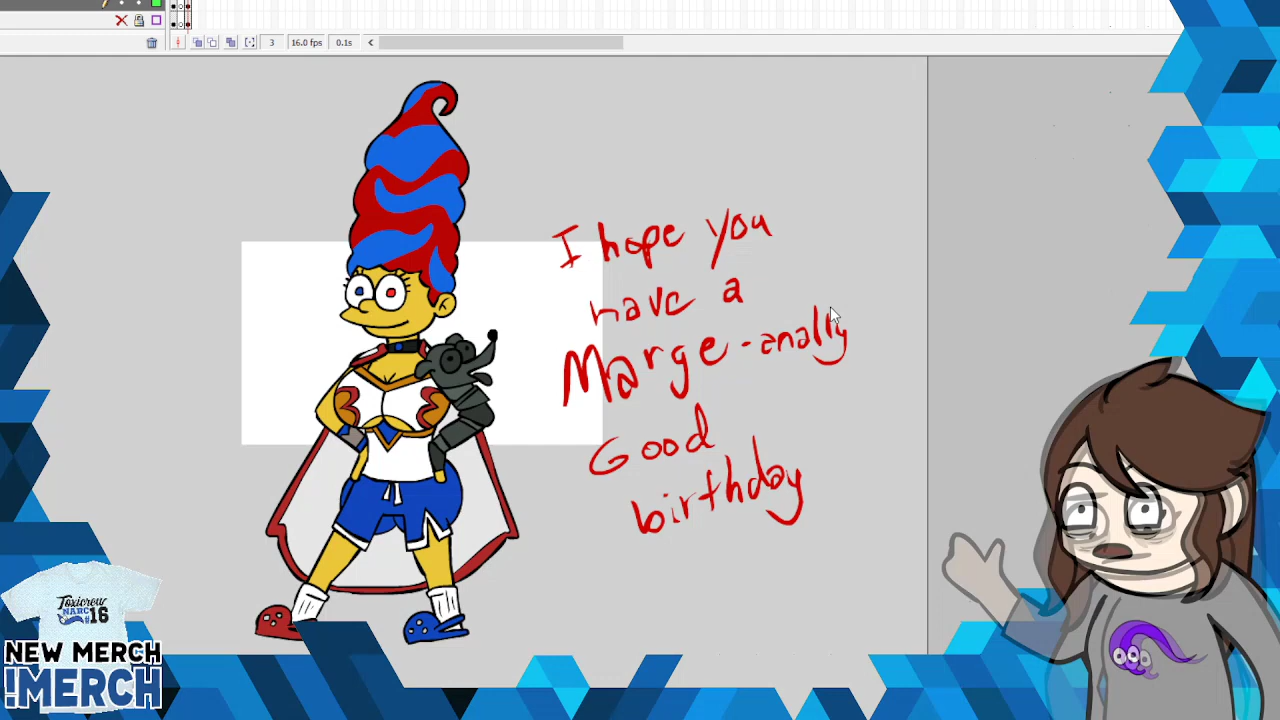 3 16.0 fps 0.1s
I hope you
have a
Marge-anally
Good
birthday
Toxicrow
NARC
#16
NEW MERCH
!MERCH